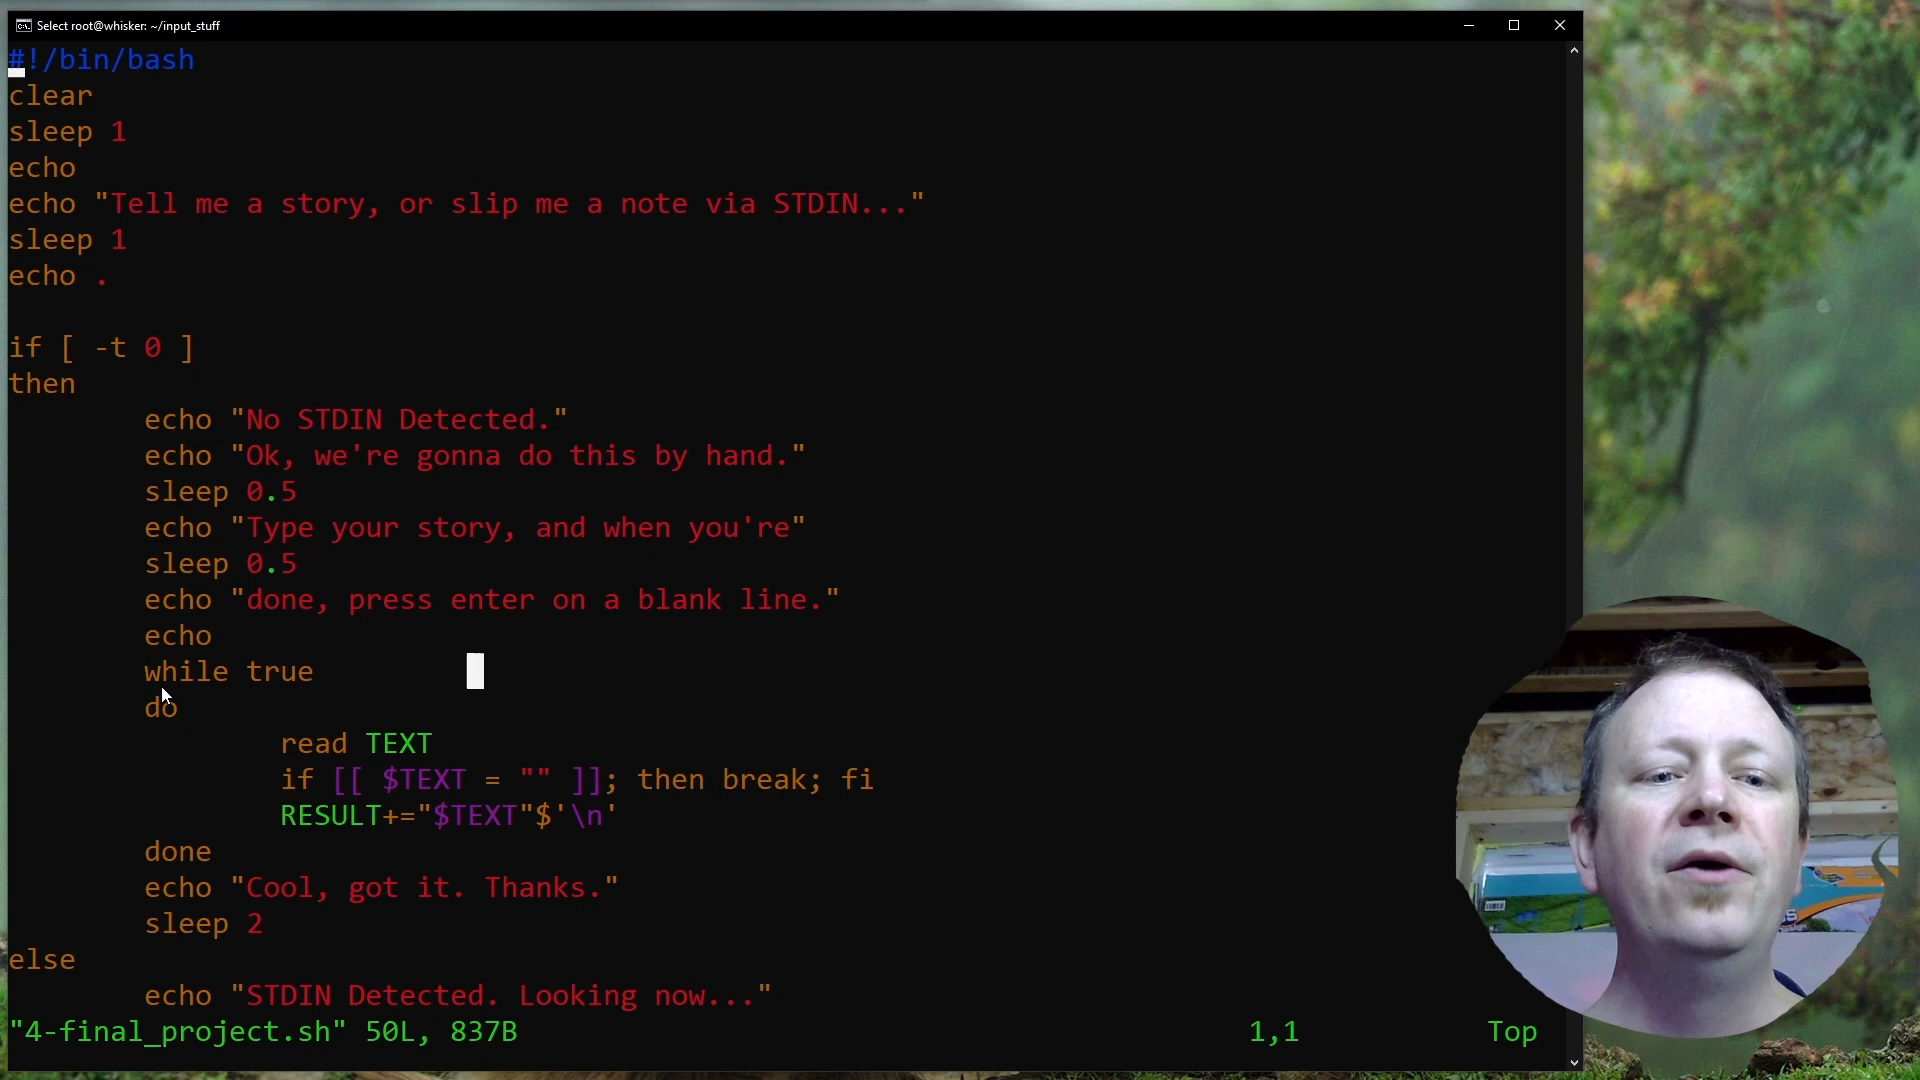 Select root@whisker: ~/input_stuff
#!/bin/bash
clear
sleep 1
echo
echo "Tell me a story, or slip me a note via STDIN..."
sleep 1
echo .
if [ -t 0 ]
then
echo "No STDIN Detected."
echo "Ok, we're gonna do this by hand."
sleep 0.5
echo "Type your story, and when you're"
sleep 0.5
echo "done, press enter on a blank line."
echo
while true
do
read TEXT
if [[ $TEXT = "" ]]; then break; fi
RESULT+="$TEXT"$'\n'
done
echo "Cool, got it. Thanks."
sleep 2
else
echo "STDIN Detected. Looking now..."
"4-final_project.sh" 50L, 837B 1,1 Top